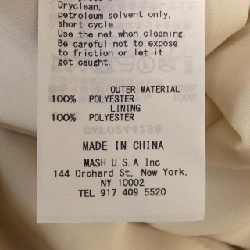 Dryclean,
petroleum solvent only,
short cycle.
Use the net when cleaning.
Be careful not to expose
to friction or let it
get caught.
OUTER MATERIAL
100% POLYESTER
LINING
100% POLYESTER
MADE IN CHINA
MASH U.S.A Inc
144 Orchard St. New York,
NY 10002
TEL 917 409 5520